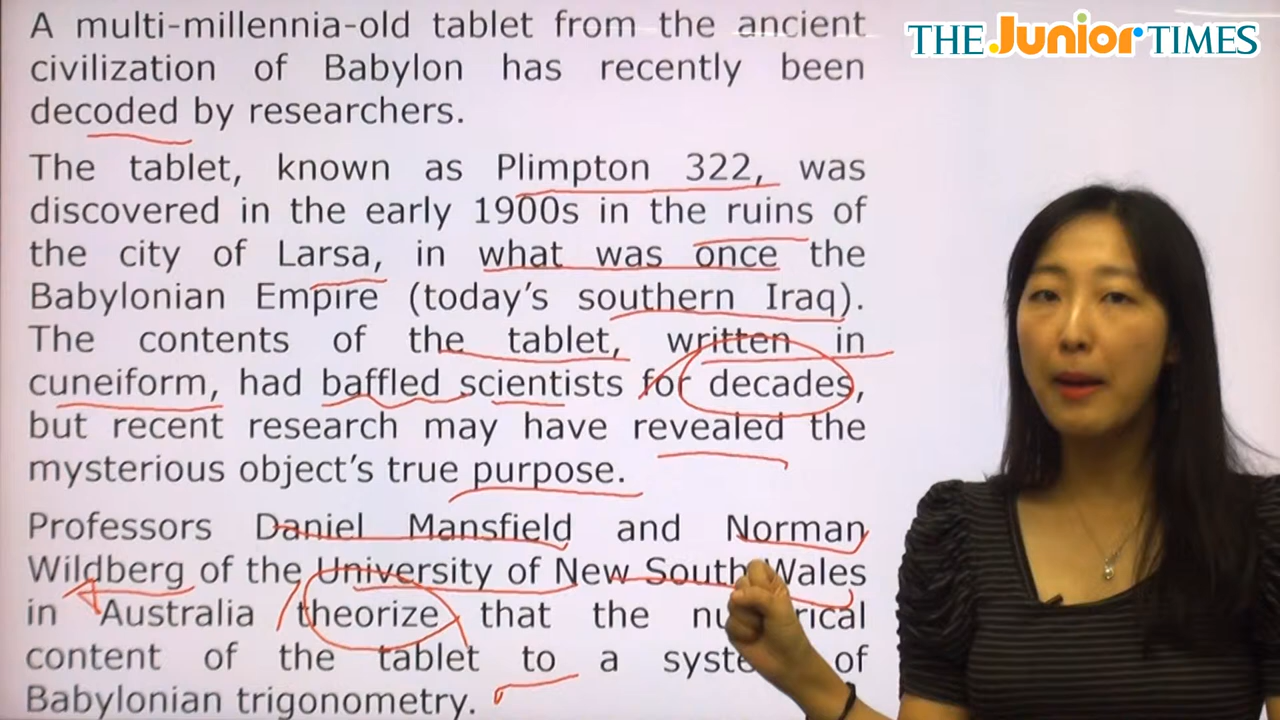 THE Junior TIMES
A multi-millennia-old tablet from the ancient
civilization of Babylon has recently been
decoded by researchers.
The tablet, known as Plimpton 322, was
discovered in the early 1900s in the ruins of
the city of Larsa, in what was once the
Babylonian Empire (today's southern Iraq).
The contents of the tablet, written in
cuneiform, had baffled scientists for decades,
but recent research may have revealed the
mysterious object's true purpose.
Professors Daniel Mansfield and Norman
Wildberg of the University of New South Wales
in Australia theorize that the
content of the tablet to a of
Babylonian trigonometry.